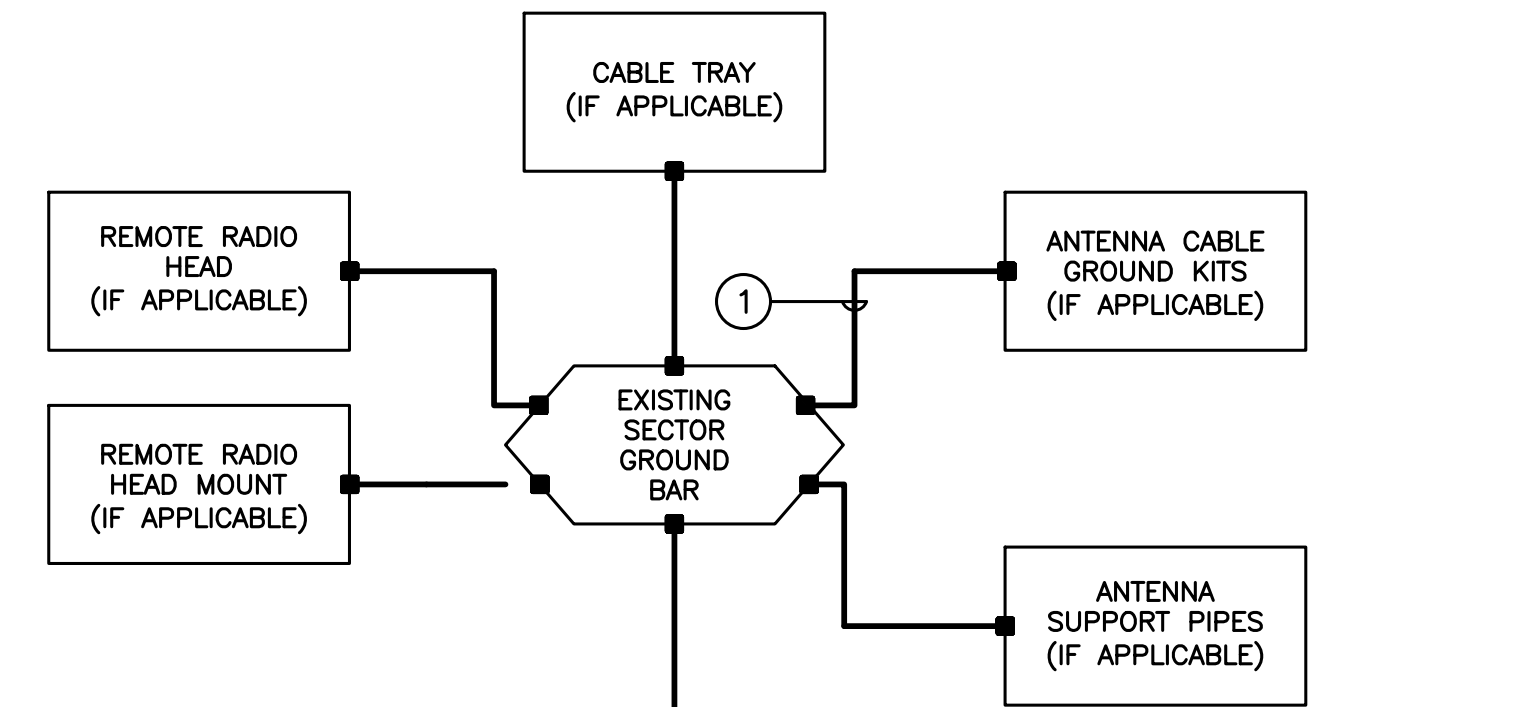 CABLE TRAY
(IF APPLICABLE)
REMOTE RADIO
HEAD
(IF APPLICABLE)
ANTENNA CABLE
GROUND KITS
(IF APPLICABLE)
1
EXISTING
SECTOR
GROUND
BAR
REMOTE RADIO
HEAD MOUNT
(IF APPLICABLE)
ANTENNA
SUPPORT PIPES
(IF APPLICABLE)